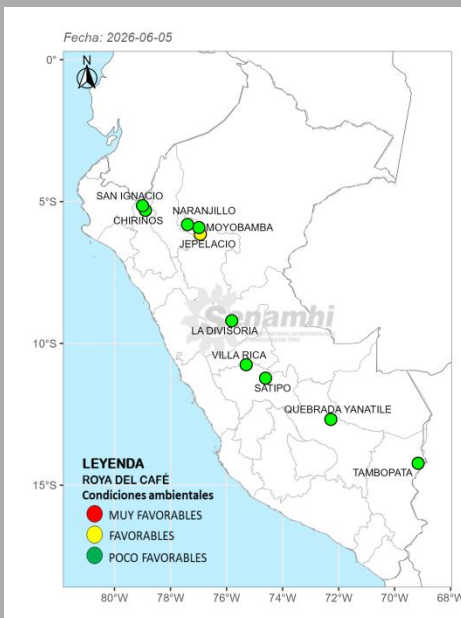 Fecha: 2026-06-05
N
0°
SAN IGNACIO
5°S
NARANJILLO
CHIRINOS
MOYOBAMBA
JEPELACIO
Senamhi
LA DIVISORIA
10°S
VILLA RICA
SATIPO
QUEBRADA YANATILE
TAMBOPATA
LEYENDA
15°S
ROYA DEL CAFÉ
Condiciones ambientales
MUY FAVORABLES
FAVORABLES
POCO FAVORABLES
80°W 78°W 76°W 74°W 72°W 70°W 68°W